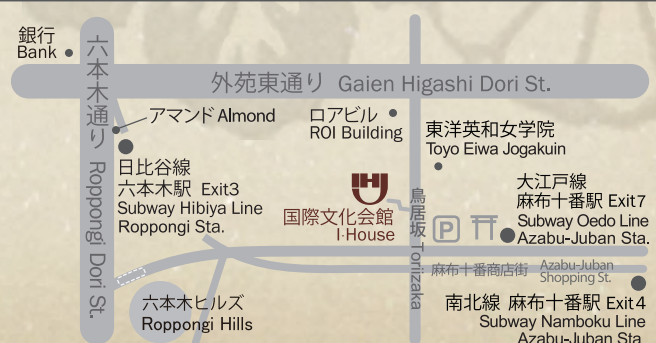 銀行
Bank
六本木通り Roppongi Dori St.
外苑東通り Gaien Higashi Dori St.
アマンド Almond
ロアビル
ROI Building
東洋英和女学院
Toyo Eiwa Jogakuin
日比谷線
六本木駅 Exit3
Subway Hibiya Line
Roppongi Sta.
IHJ
国際文化会館
I·House
鳥居坂 Toriizaka
P
大江戸線
麻布十番駅 Exit7
Subway Oedo Line
Azabu-Juban Sta.
麻布十番商店街 Azabu-Juban
Shopping St.
六本木ヒルズ
Roppongi Hills
南北線 麻布十番駅 Exit4
Subway Namboku Line
Azabu-Juban Sta.